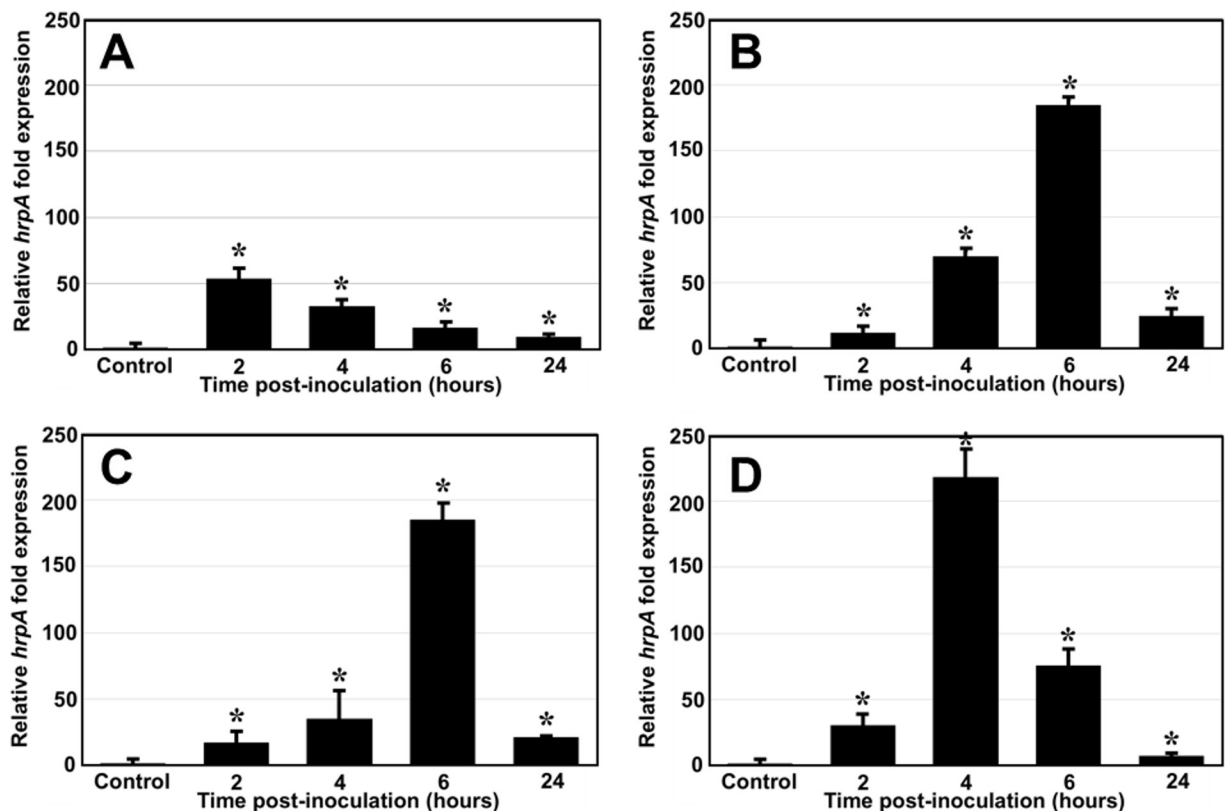 A
Relative hrpA fold expression
250
200
150
100
50
0
*
*
*
*
Control 2 4 6 24
Time post-inoculation (hours)
B
Relative hrpA fold expression
250
200
150
100
50
0
*
*
*
*
Control 2 4 6 24
Time post-inoculation (hours)
C
Relative hrpA fold expression
250
200
150
100
50
0
*
*
*
*
Control 2 4 6 24
Time post-inoculation (hours)
D
Relative hrpA fold expression
250
200
150
100
50
0
*
*
*
*
Control 2 4 6 24
Time post-inoculation (hours)